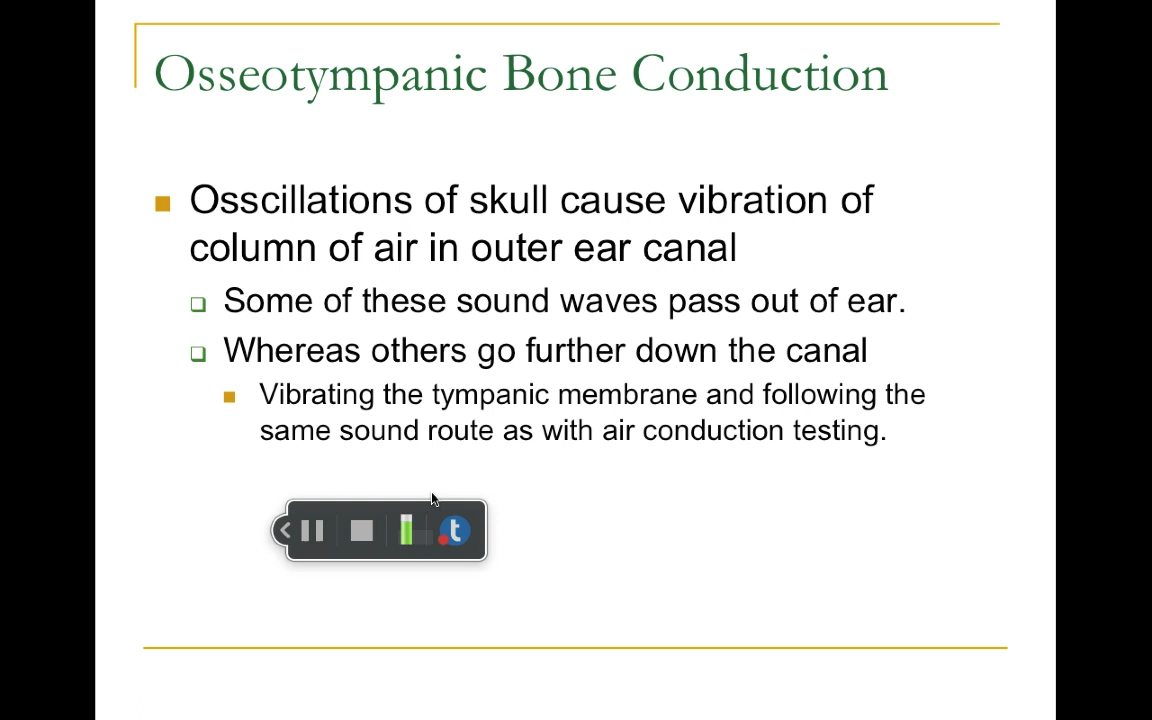 Osseotympanic Bone Conduction
Osscillations of skull cause vibration of
column of air in outer ear canal
Some of these sound waves pass out of ear.
Whereas others go further down the canal
Vibrating the tympanic membrane and following the
same sound route as with air conduction testing.
t